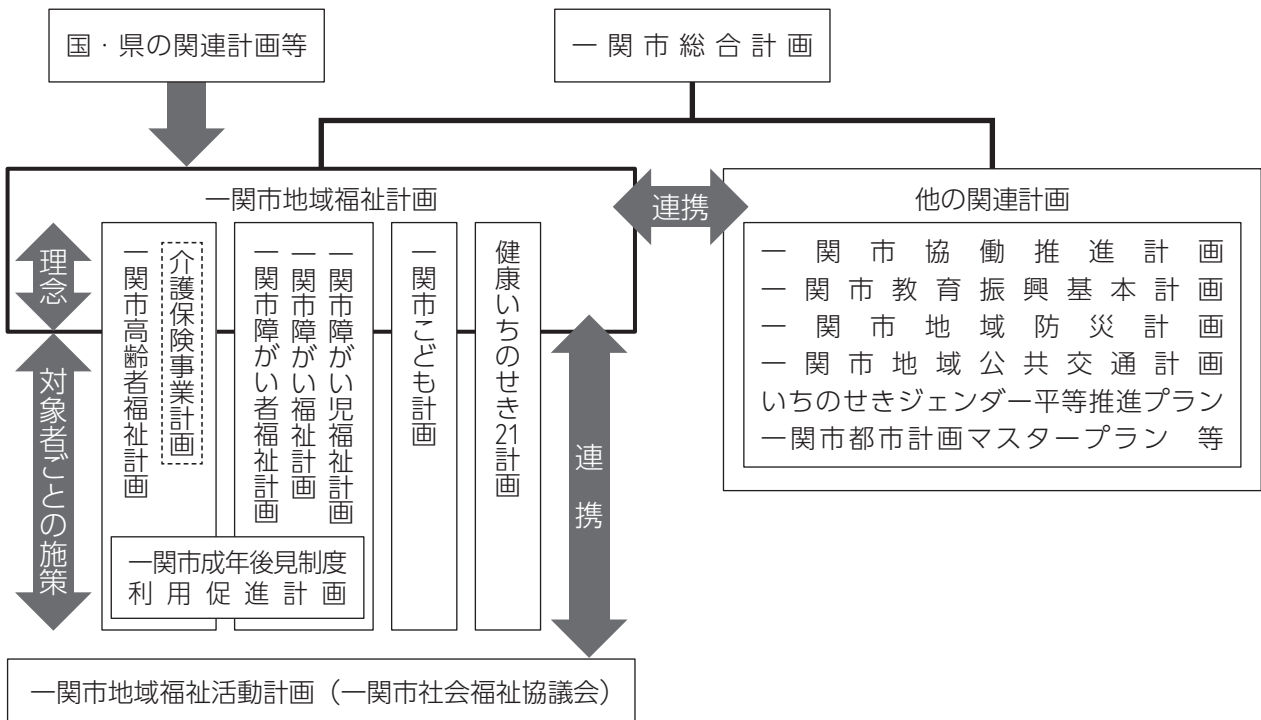 国・県の関連計画等
一関市総合計画
一関市地域福祉計画
理念
対象者ごとの施策
一関市高齢者福祉計画
介護保険事業計画
一関市障がい者福祉計画
一関市障がい福祉計画
一関市障がい児福祉計画
一関市成年後見制度
利用促進計画
一関市こども計画
健康いちのせき21計画
連携
連携
他の関連計画
一関市協働推進計画
一関市教育振興基本計画
一関市地域防災計画
一関市地域公共交通計画
いちのせきジェンダー平等推進プラン
一関市都市計画マスタープラン 等
一関市地域福祉活動計画（一関市社会福祉協議会）